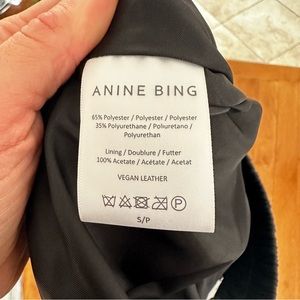 ANINE BING
65% Polyester / Polyester / Polyester
35% Polyurethane / Poliuretano /
Polyurethan
Lining / Doublure / Futter
100% Acetate / Acétate / Acetat
VEGAN LEATHER
P
S/P